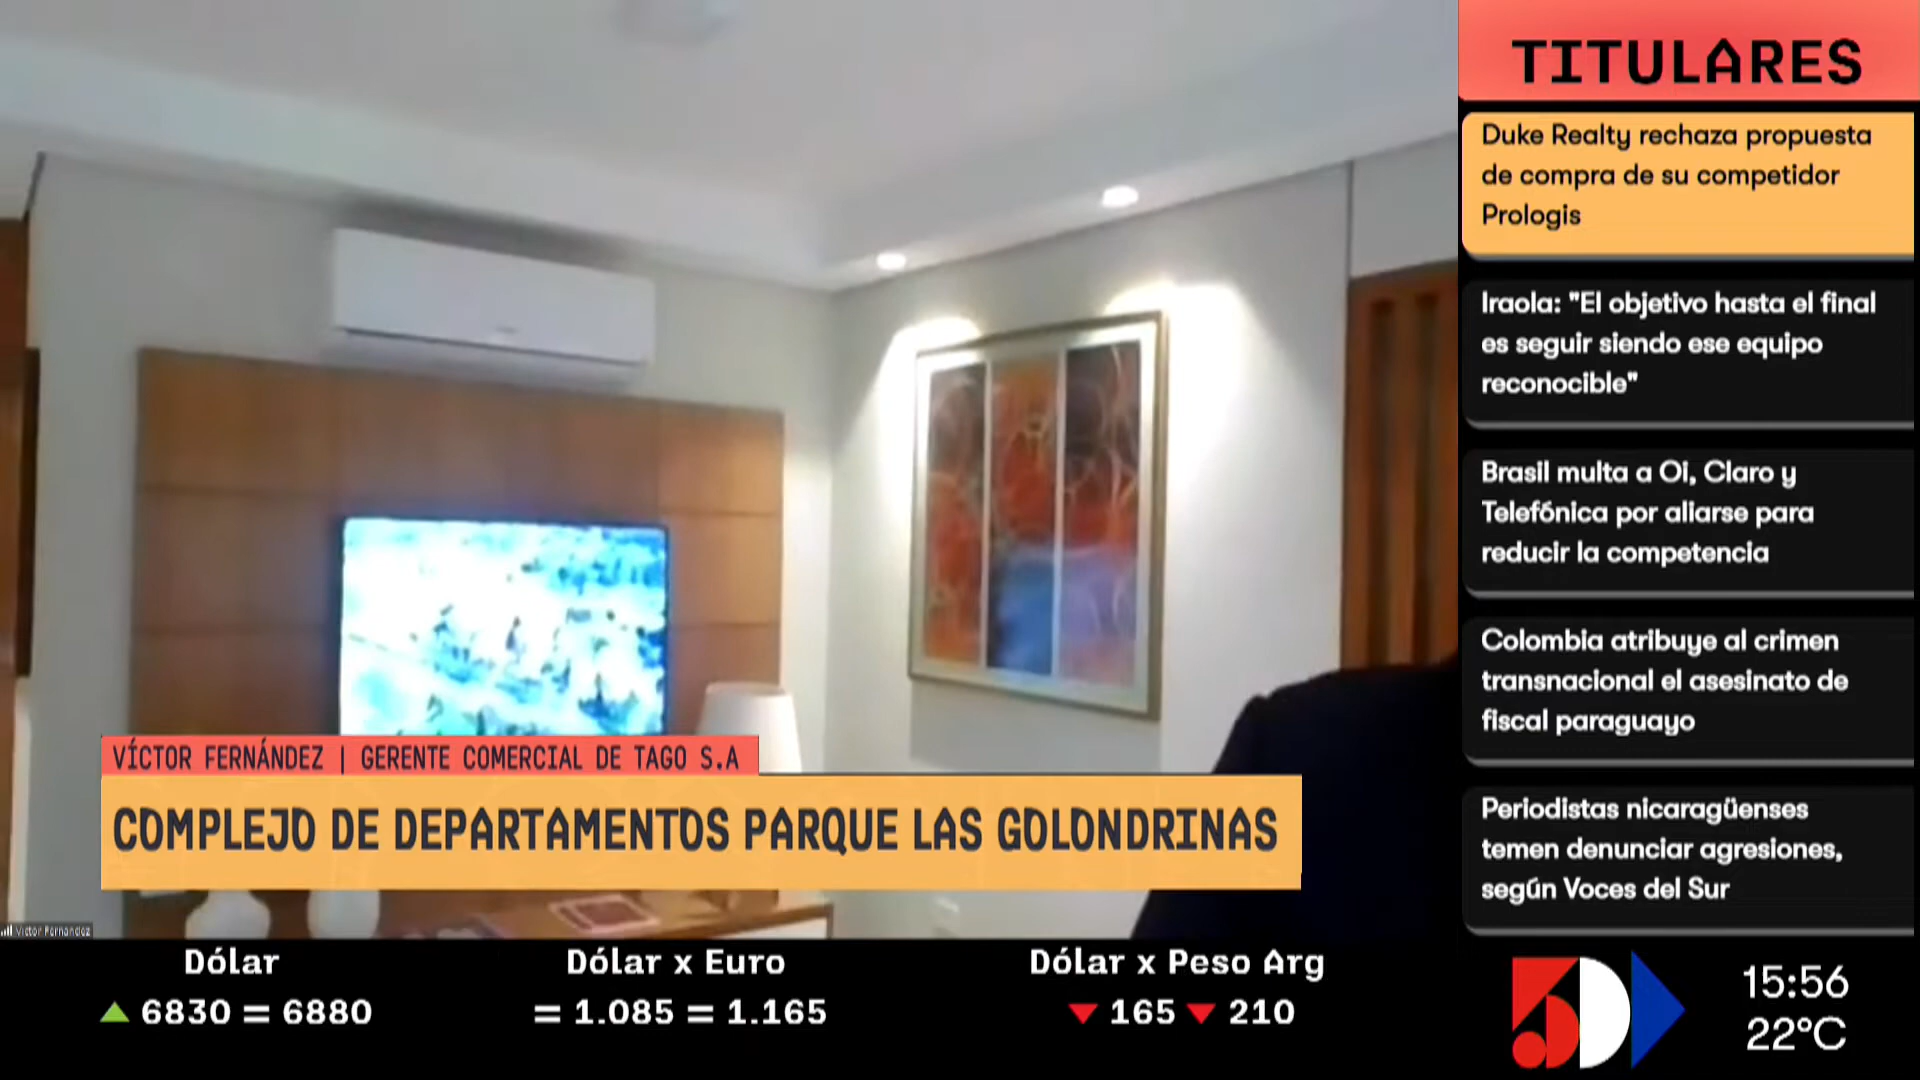 TITULARES
Duke Realty rechaza propuesta
de compra de su competidor
Prologis
Iraola: "El objetivo hasta el final
es seguir siendo ese equipo
reconocible"
Brasil multa a Oi, Claro y
Telefónica por aliarse para
reducir la competencia
Colombia atribuye al crimen
transnacional el asesinato de
fiscal paraguayo
Periodistas nicaragüenses
temen denunciar agresiones,
según Voces del Sur
VÍCTOR FERNÁNDEZ | GERENTE COMERCIAL DE TAGO S.A
COMPLEJO DE DEPARTAMENTOS PARQUE LAS GOLONDRINAS
Victor Fernandez
Dólar
6830 = 6880
Dólar x Euro
= 1.085 = 1.165
Dólar x Peso Arg
165 210
5D
15:56
22°C